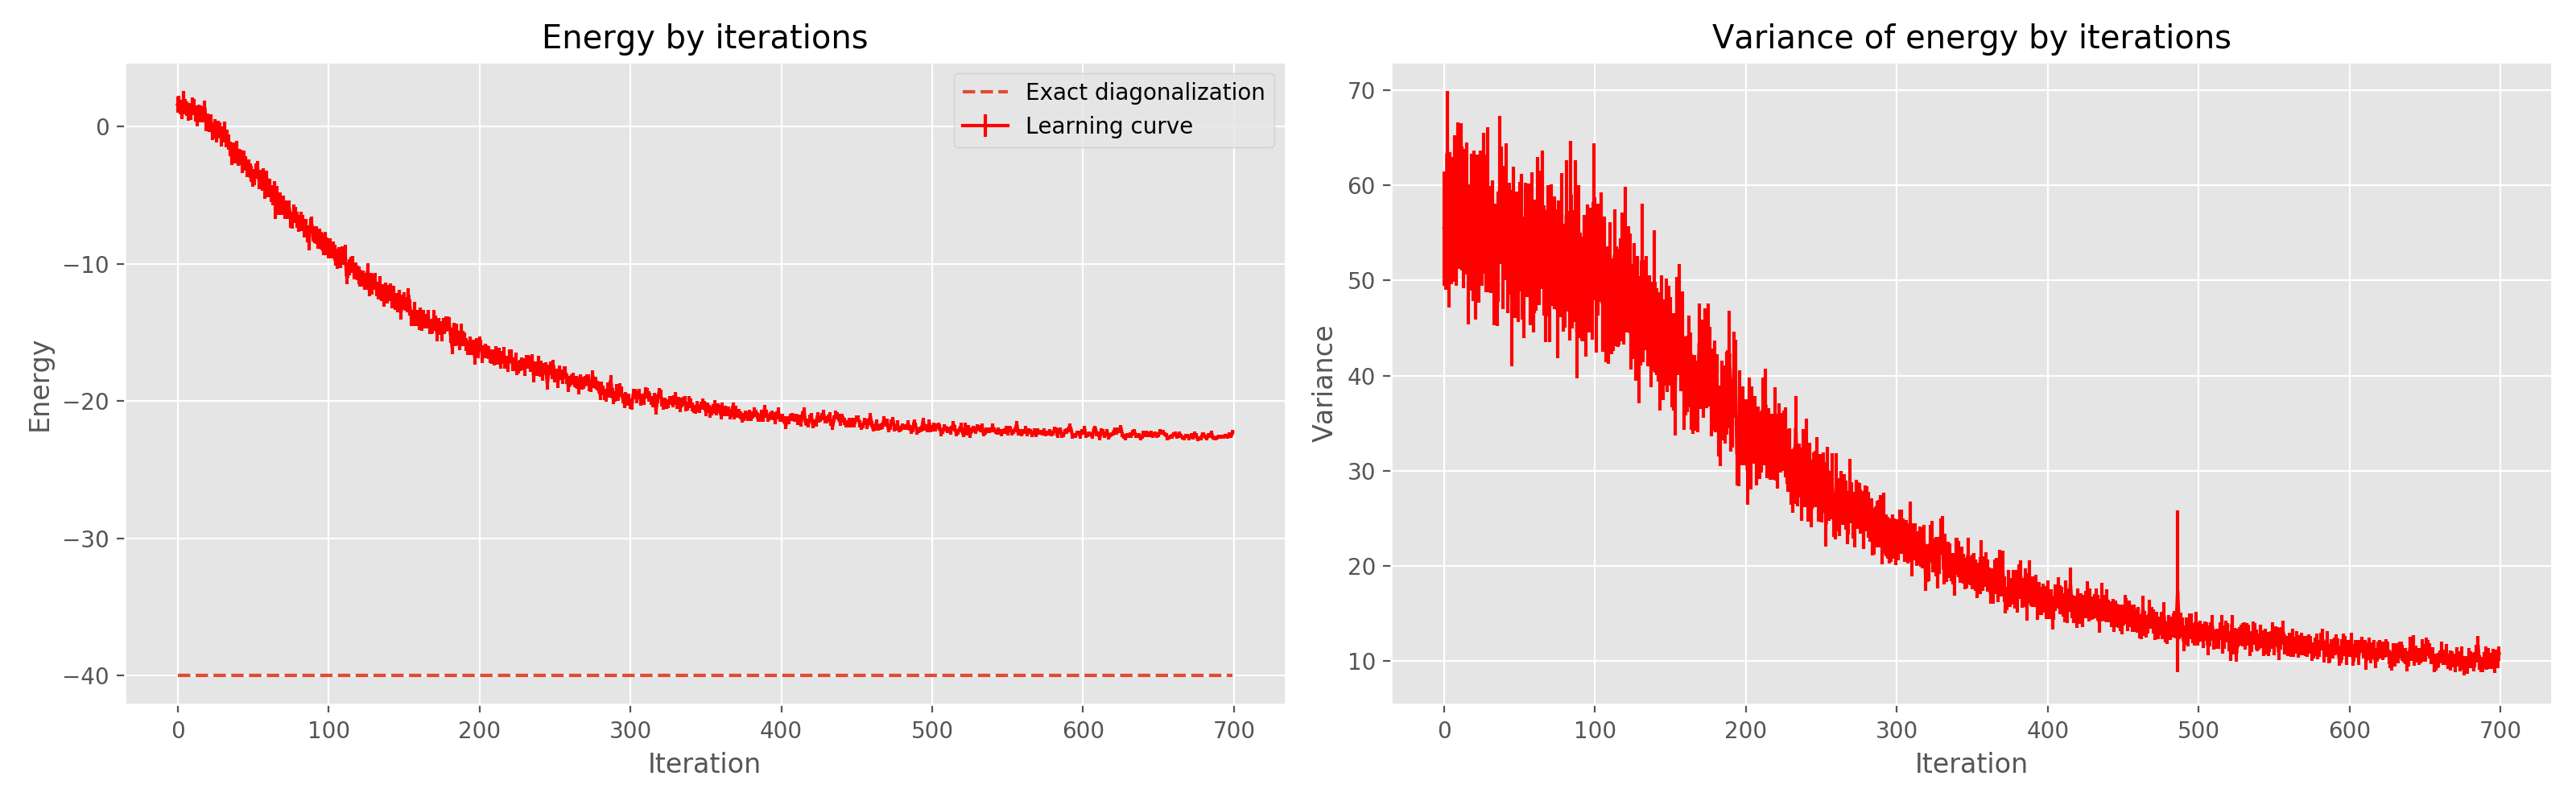 Energy by iterations
Exact diagonalization
Learning curve
0
−10
−20
−30
−40
Energy
0 100 200 300 400 500 600 700
Iteration
Variance of energy by iterations
70
60
50
40
30
20
10
Variance
0 100 200 300 400 500 600 700
Iteration